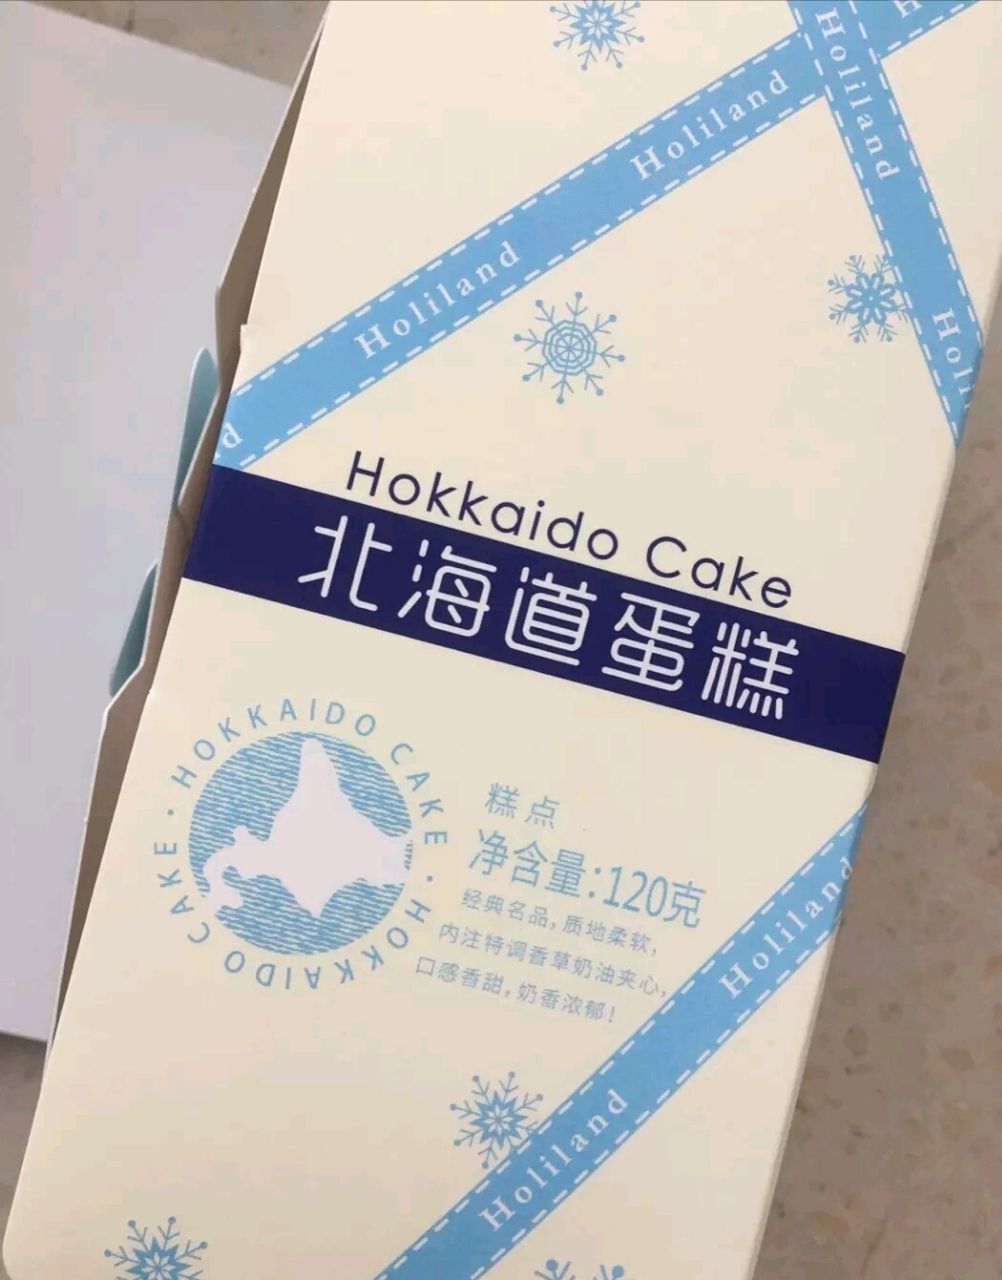 Holiland
Holiland
Holiland
Holi
Hokkaido Cake
北海道蛋糕
HOKKAIDO CAKE · HOKKAIDO CAKE ·
糕点
净含量:120克
经典名品,质地柔软,
内注特调香草奶油夹心,
口感香甜,奶香浓郁!
Holiland
Holiland